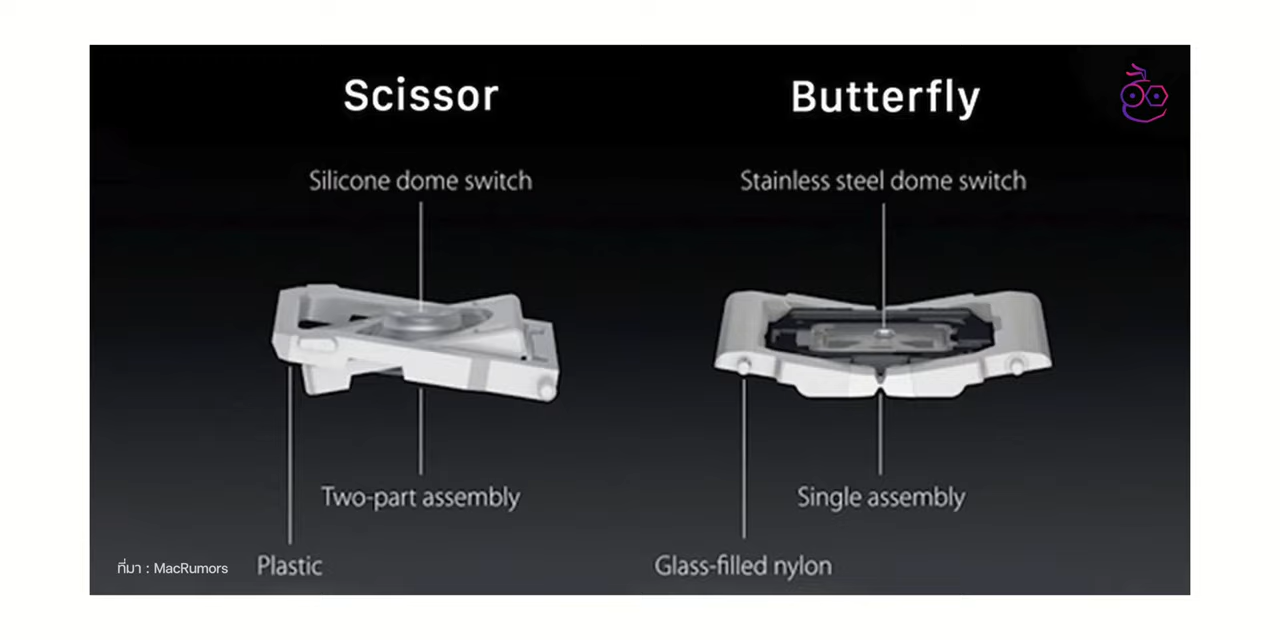 Scissor
Butterfly
Silicone dome switch
Stainless steel dome switch
Two-part assembly
Single assembly
Plastic
Glass-filled nylon
ที่มา : MacRumors